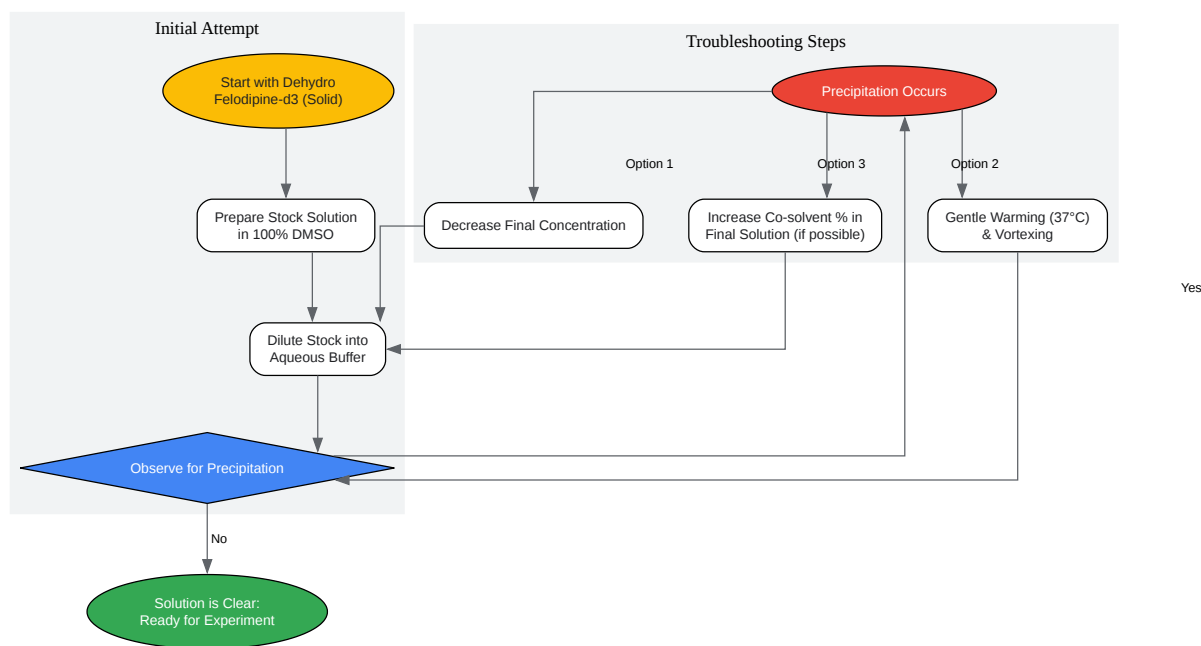 Initial Attempt
Start with Dehydro
Felodipine-d3 (Solid)
Prepare Stock Solution
in 100% DMSO
Dilute Stock into
Aqueous Buffer
Observe for Precipitation
No
Solution is Clear:
Ready for Experiment
Troubleshooting Steps
Precipitation Occurs
Option 1
Option 3
Option 2
Decrease Final Concentration
Increase Co-solvent % in
Final Solution (if possible)
Gentle Warming (37°C)
& Vortexing
Yes